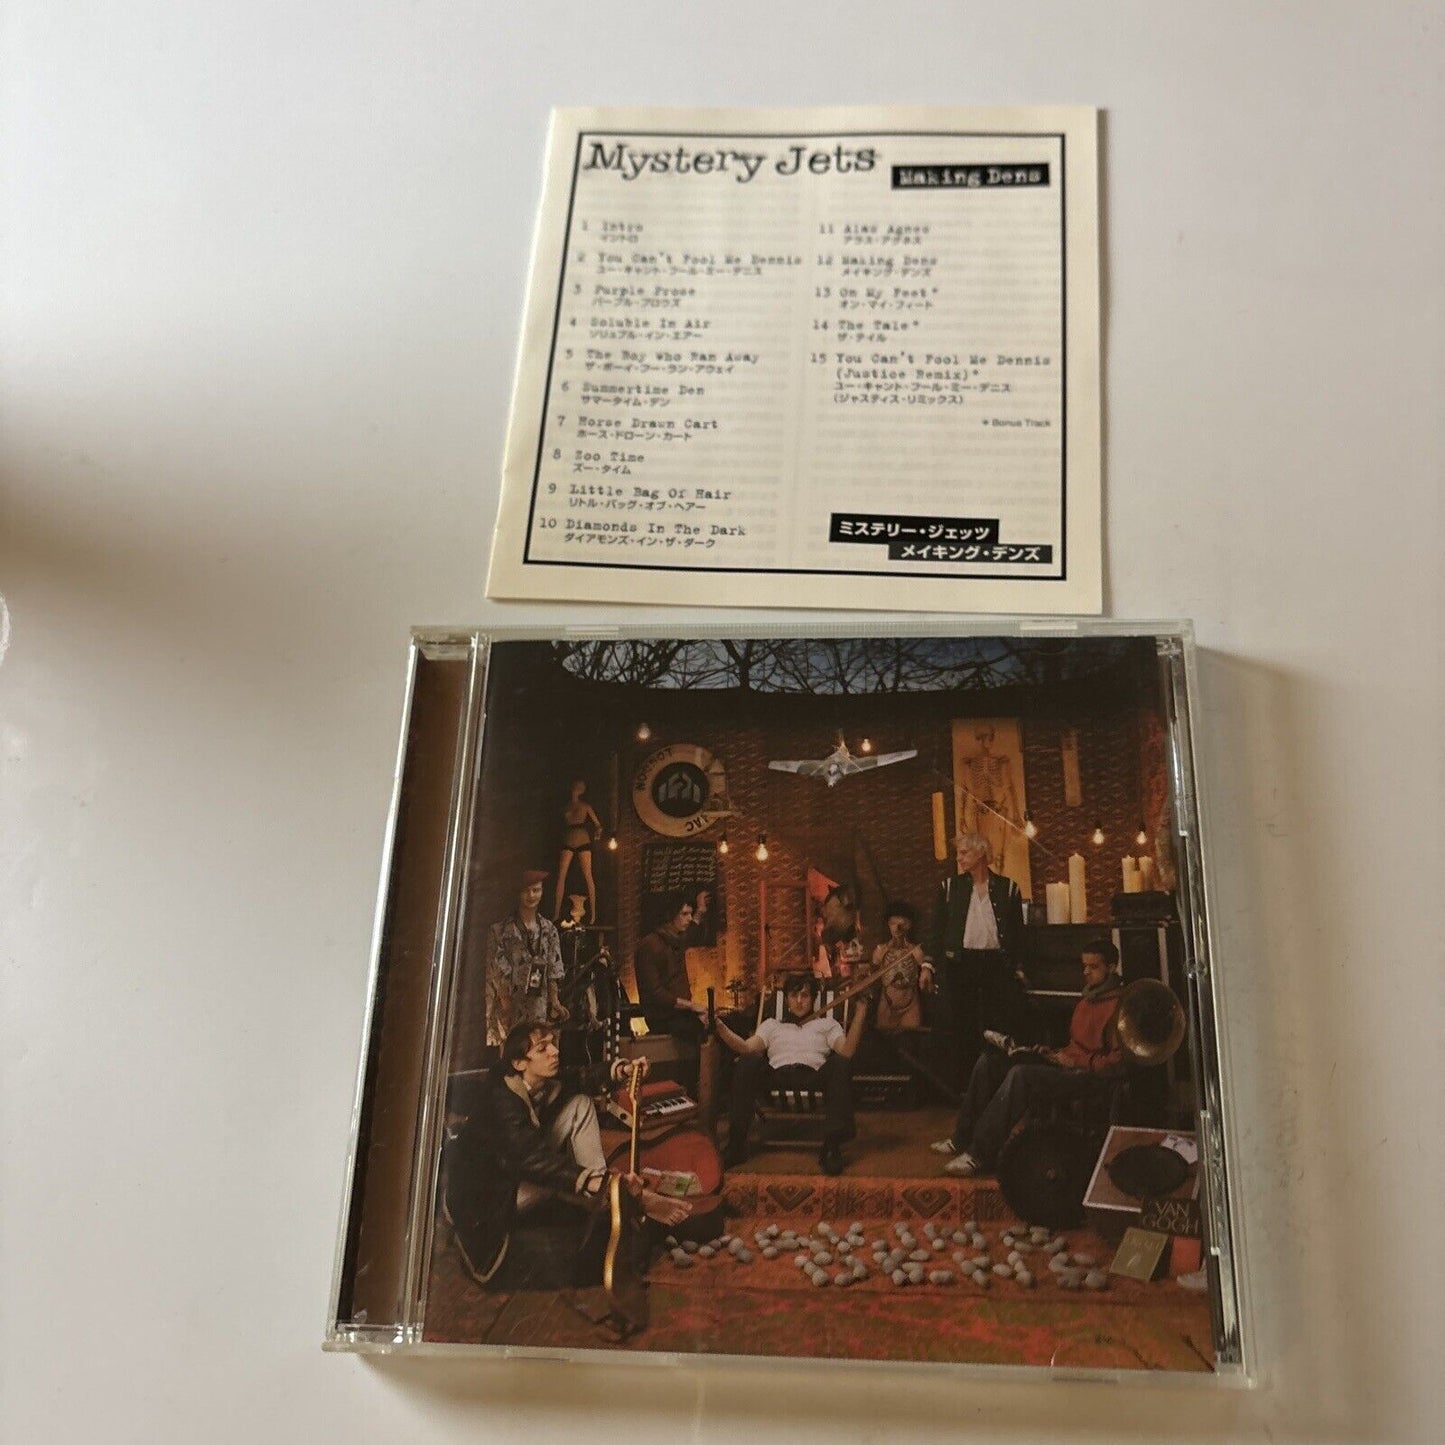 Mystery Jets
Making Dens
1 Intro
イントロ
2 You Can't Fool Me Dennis
ユー・キャント・フール・ミー・デニス
3 Purple Prose
パープル・プロウズ
4 Soluble In Air
ソリュブル・イン・エアー
5 The Boy Who Ran Away
ザ・ボーイ・フー・ラン・アウェイ
6 Summertime Den
サマータイム・デン
7 Horse Drawn Cart
ホース・ドローン・カート
8 Zoo Time
ズー・タイム
9 Little Bag Of Hair
リトル・バッグ・オブ・ヘアー
10 Diamonds In The Dark
ダイアモンズ・イン・ザ・ダーク
11 Alas Agnes
アラス・アグネス
12 Making Dens
メイキング・デンズ
13 On My Feet*
オン・マイ・フィート
14 The Tale*
ザ・テイル
15 You Can't Fool Me Dennis
(Justice Remix)*
ユー・キャント・フール・ミー・デニス
(ジャスティス・リミックス)
* Bonus Track
ミステリー・ジェッツ
メイキング・デンズ
LONDON
VAN
GOGH